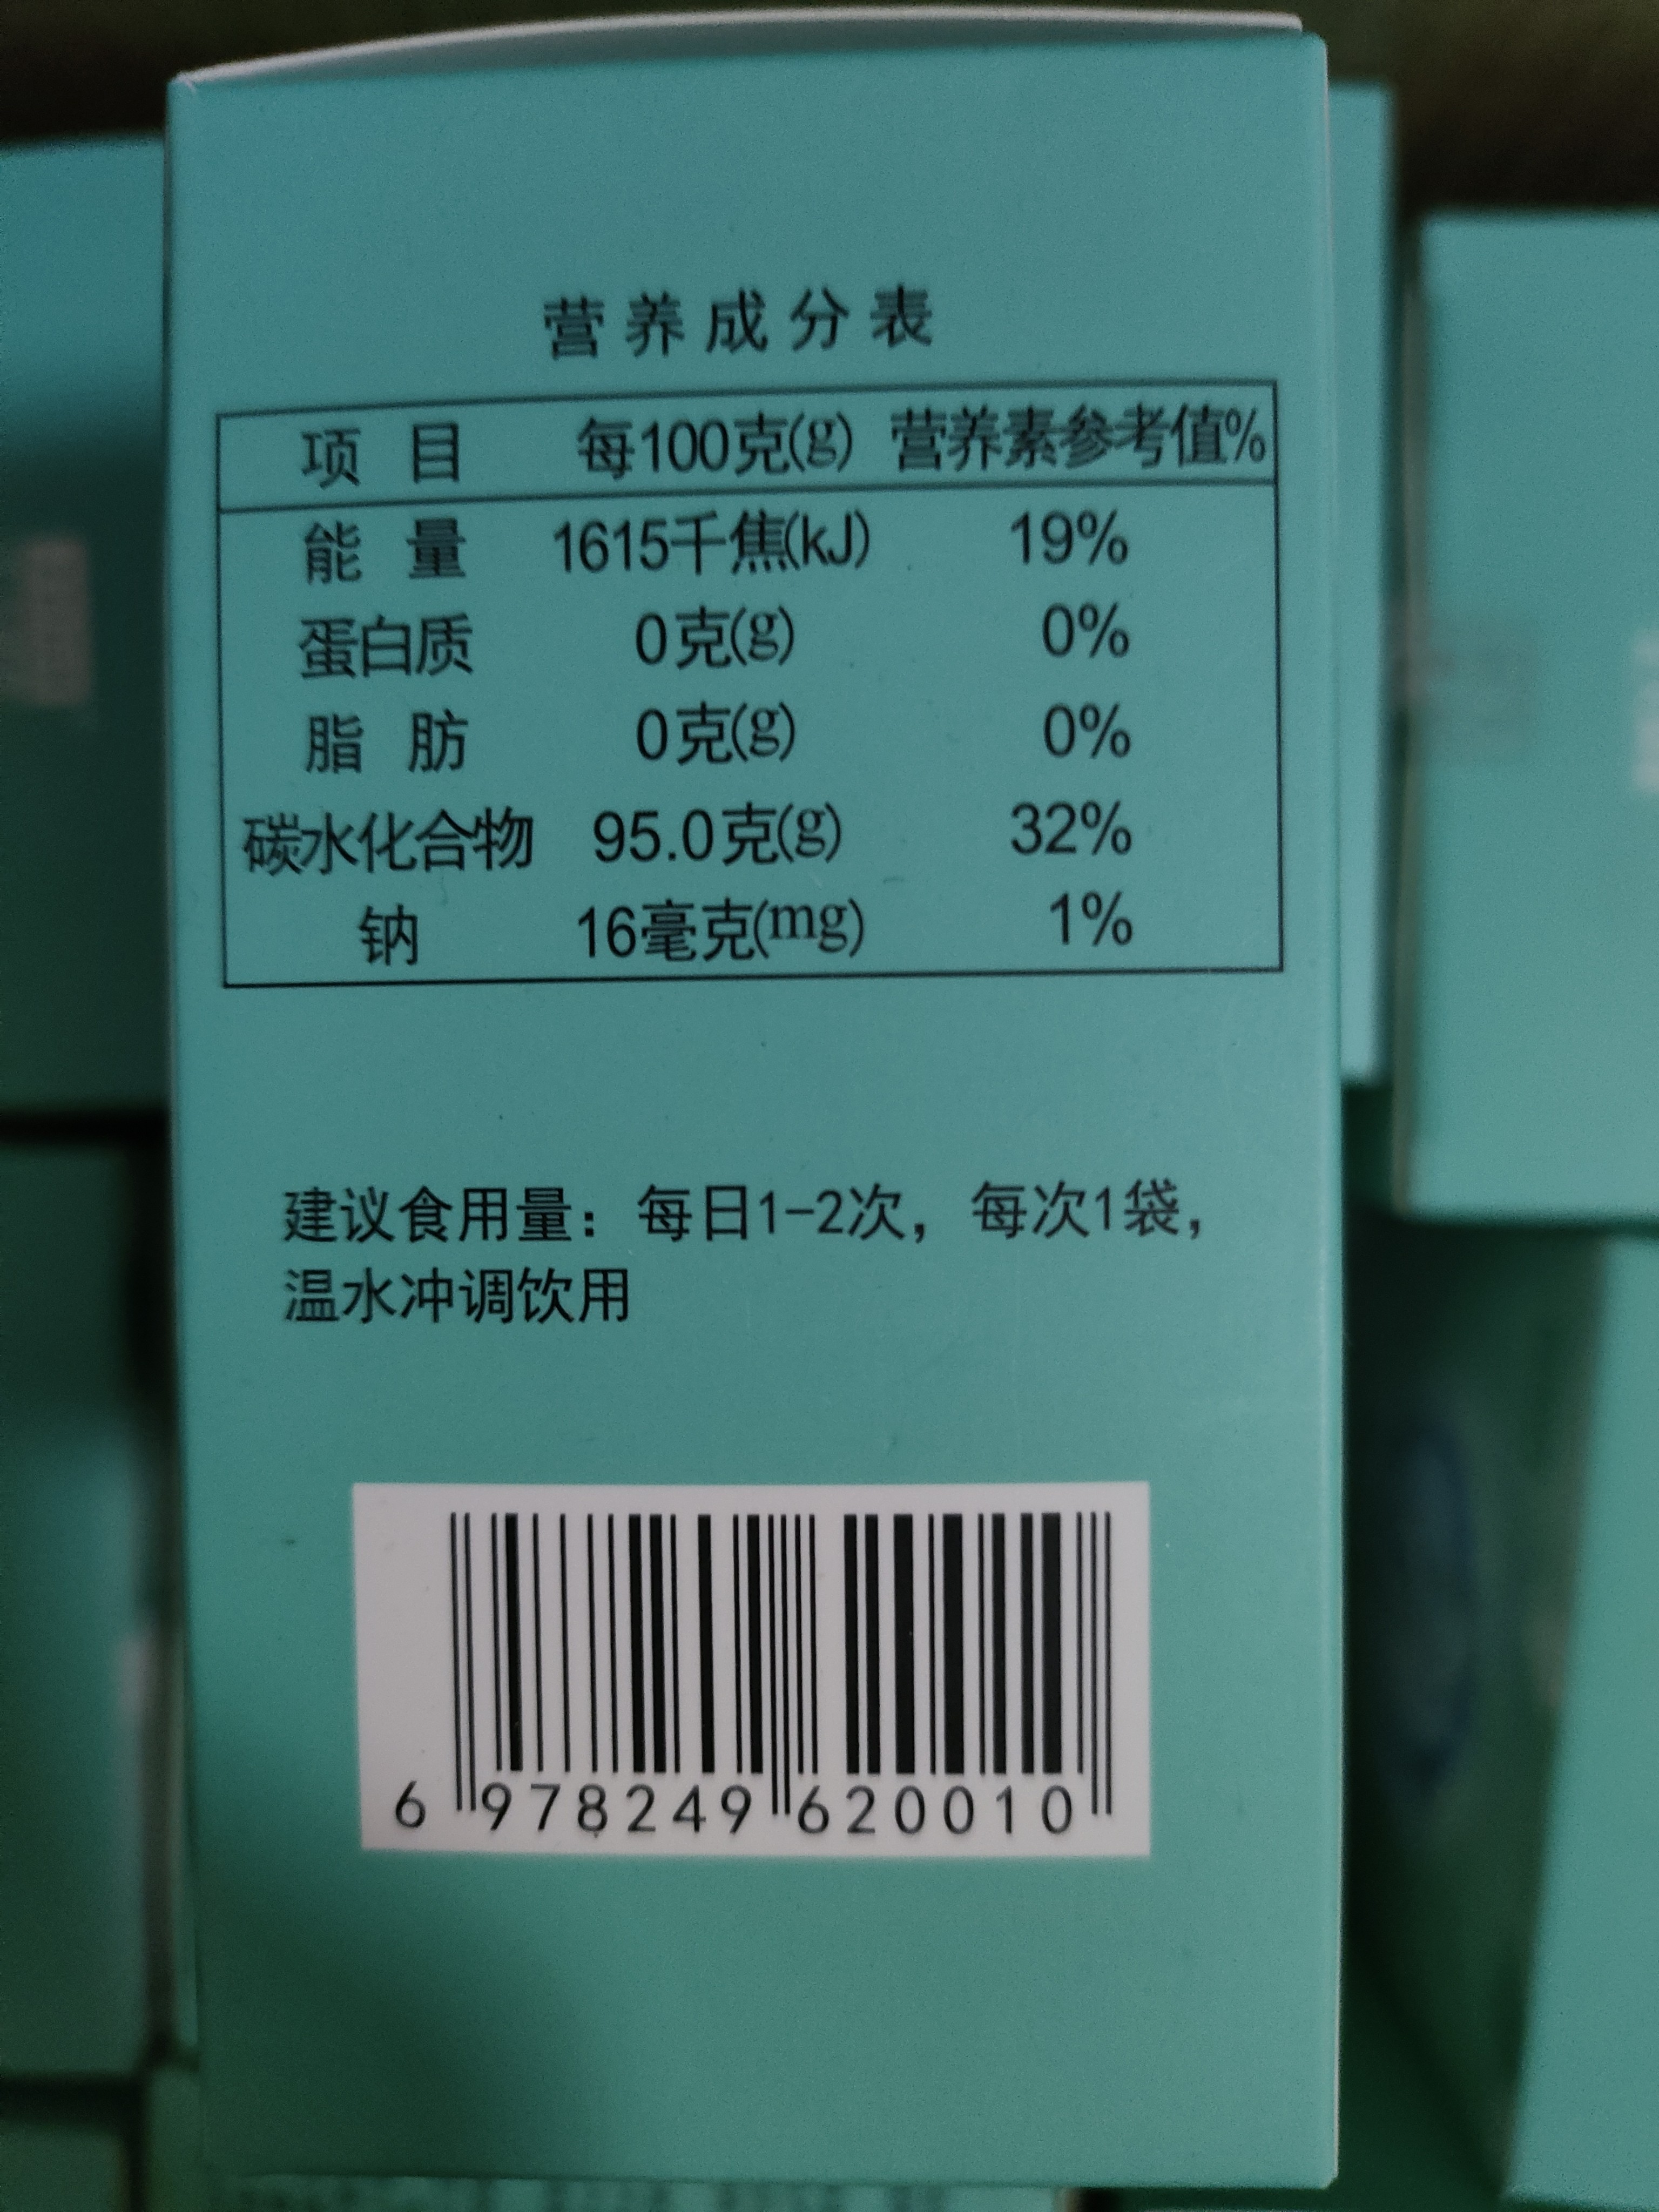 营养成分表
项 目 每100克(g) 营养素参考值%
能 量 1615千焦(kJ) 19%
蛋白质 0克(g) 0%
脂 肪 0克(g) 0%
碳水化合物 95.0克(g) 32%
钠 16毫克(mg) 1%
建议食用量：每日1-2次，每次1袋，
温水冲调饮用
6 978249 620010